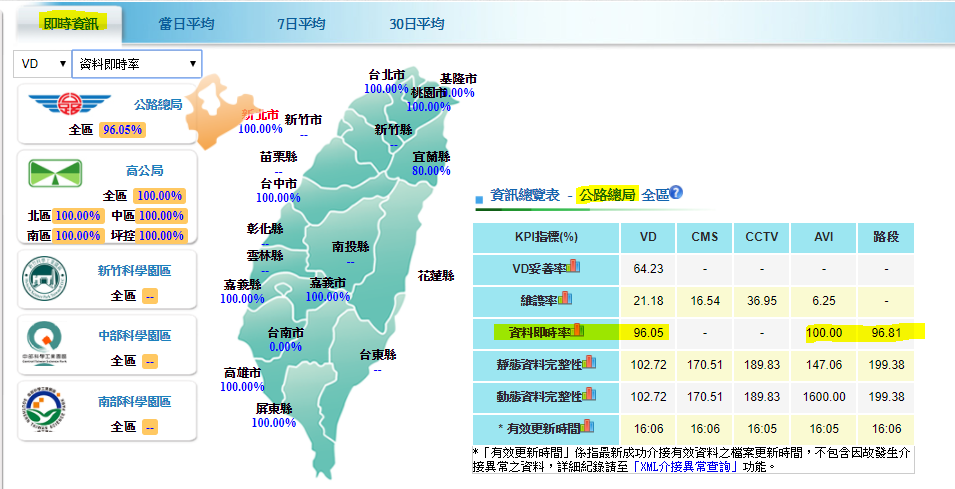 即時資訊 當日平均 7日平均 30日平均
VD 資料即時率
公路總局
全區 96.05%
高公局
全區 100.00%
北區 100.00% 中區 100.00%
南區 100.00% 坪控 100.00%
新竹科學園區
全區 --
中部科學園區
全區 --
南部科學園區
全區 --
台北市
100.00%
基隆市
.00%
桃園市
100.00%
新北市
100.00%
新竹市
--
新竹縣
--
苗栗縣
--
宜蘭縣
80.00%
台中市
100.00%
彰化縣
--
南投縣
--
雲林縣
--
花蓮縣
嘉義縣
100.00%
嘉義市
100.00%
台南市
0.00%
台東縣
--
高雄市
100.00%
屏東縣
100.00%
資訊總覽表 - 公路總局 全區 ?
KPI指標(%) VD CMS CCTV AVI 路段
VD妥善率 64.23 - - - -
維護率 21.18 16.54 36.95 6.25 -
資料即時率 96.05 - - 100.00 96.81
靜態資料完整性 102.72 170.51 189.83 147.06 199.38
動態資料完整性 102.72 170.51 189.83 1600.00 199.38
* 有效更新時間 16:06 16:06 16:05 16:05 16:06
*「有效更新時間」係指最新成功介接有效資料之檔案更新時間，不包含因故發生介
接異常之資料，詳細紀錄請至「XML介接異常查詢」功能。